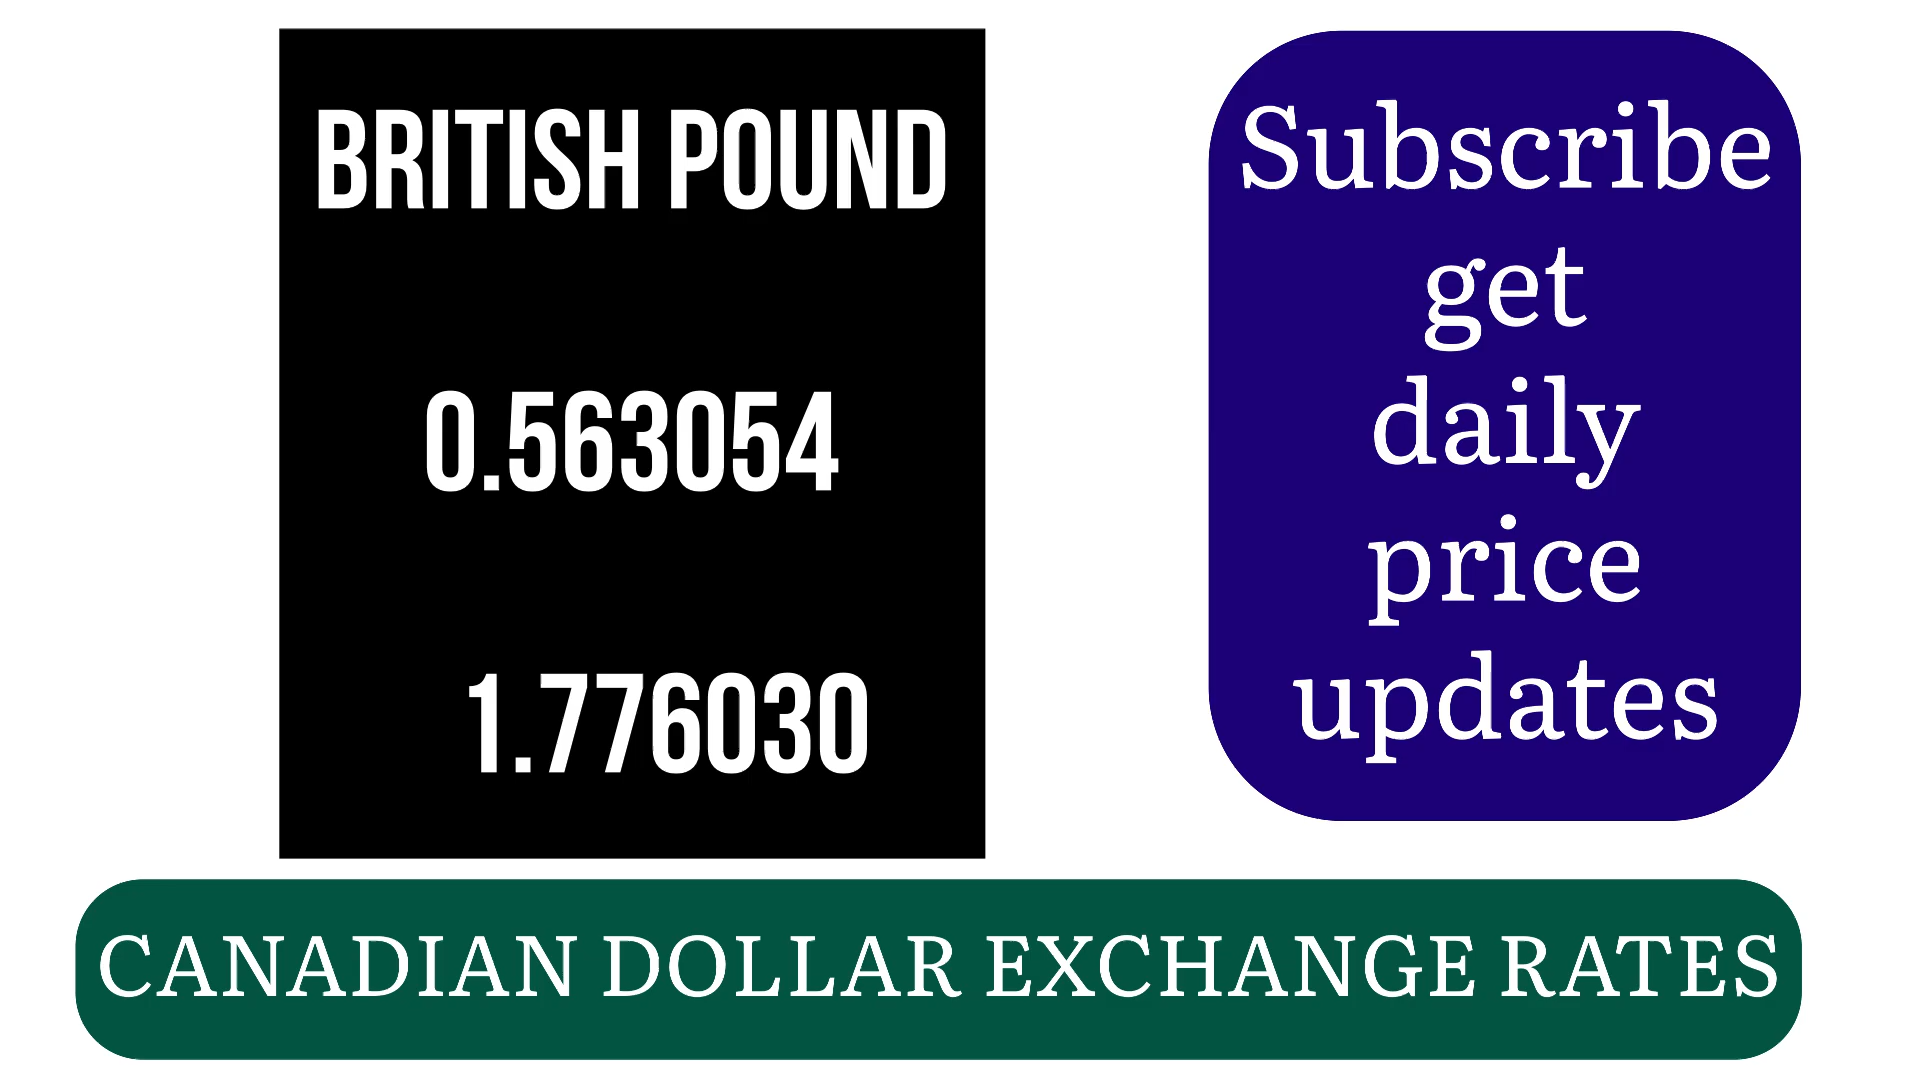 BRITISH POUND
0.563054
1.776030
Subscribe
get
daily
price
updates
CANADIAN DOLLAR EXCHANGE RATES